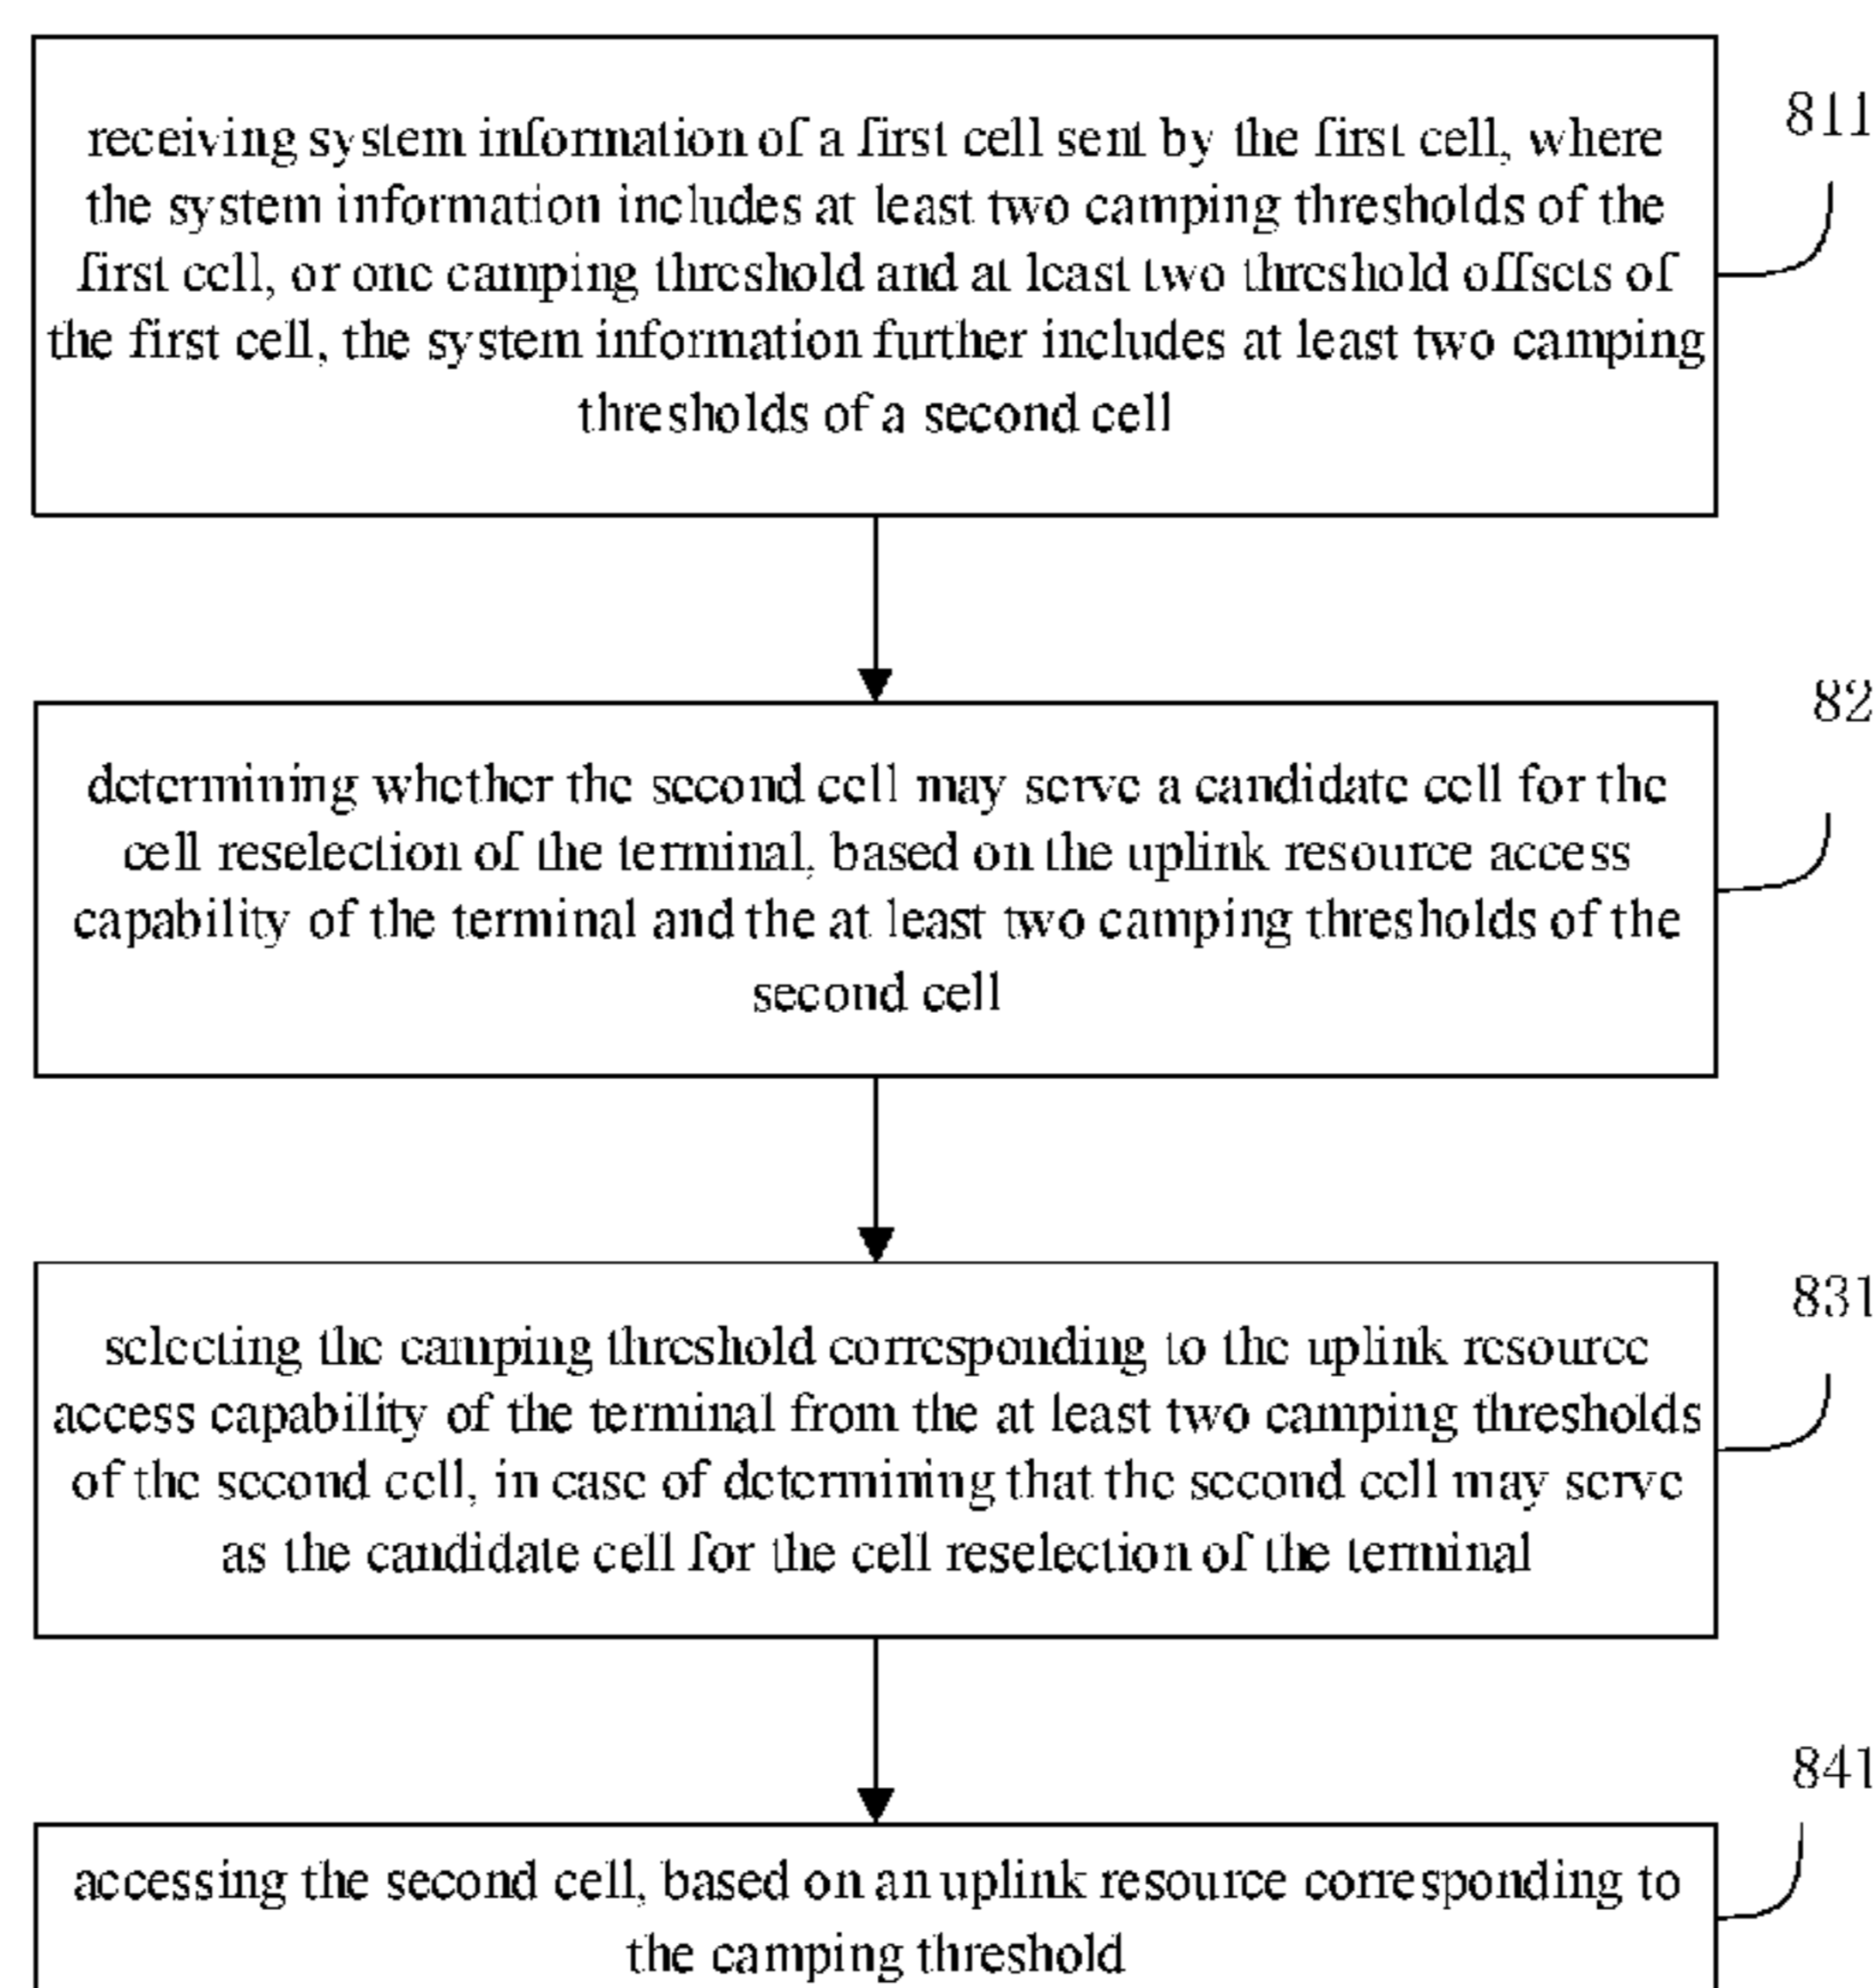 receiving system information of a first cell sent by the first cell, where
811
the system information includes at least two camping thresholds of the
first cell, or one camping threshold and at least two threshold offsets of
the first cell, the system information further includes at least two camping
thresholds of a second cell
82
determining whether the second cell may serve a candidate cell for the
cell reselection of the terminal, based on the uplink resource access
capability of the terminal and the at least two camping thresholds of the
second cell
831
selecting the camping threshold corresponding to the uplink resource
access capability of the terminal from the at least two camping thresholds
of the second cell, in case of determining that the second cell may serve
as the candidate cell for the cell reselection of the terminal
841
accessing the second cell, based on an uplink resource corresponding to
the camping threshold